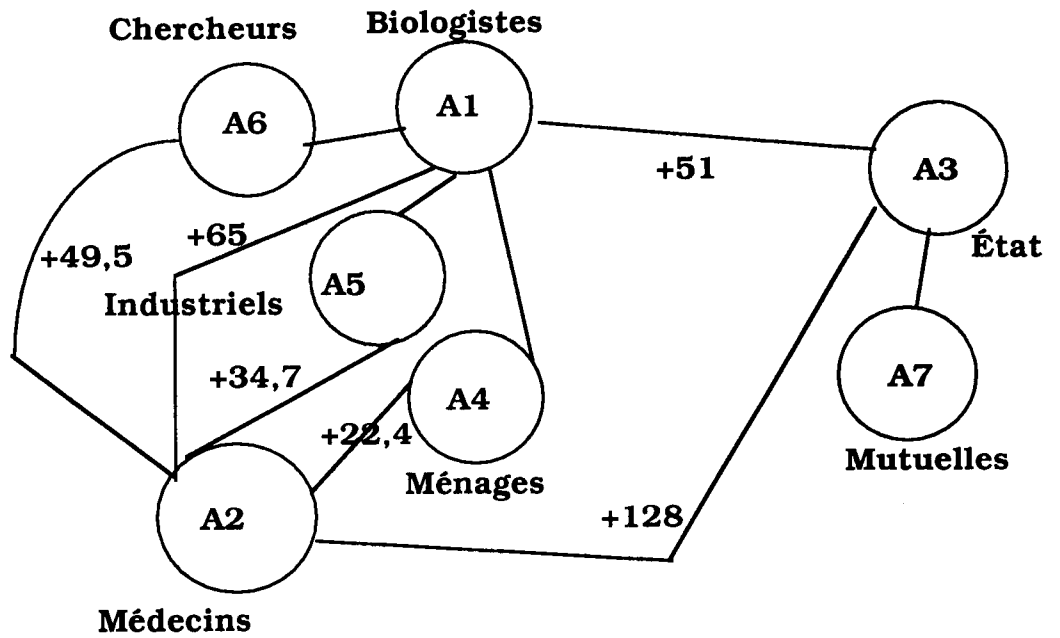 Chercheurs
Biologistes
A6
A1
A3
+51
État
+65
+49,5
Industriels
A5
+34,7
A4
A7
+22,4
Ménages
Mutuelles
A2
+128
Médecins